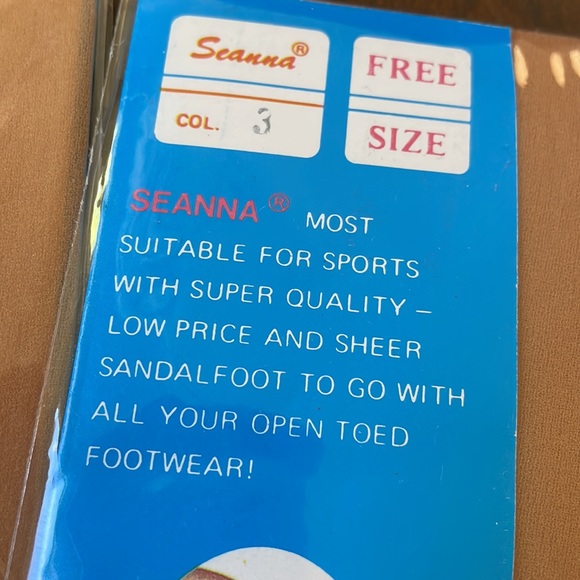 Seanna®
COL. 3
FREE
SIZE
SEANNA® MOST
SUITABLE FOR SPORTS
WITH SUPER QUALITY –
LOW PRICE AND SHEER
SANDALFOOT TO GO WITH
ALL YOUR OPEN TOED
FOOTWEAR!